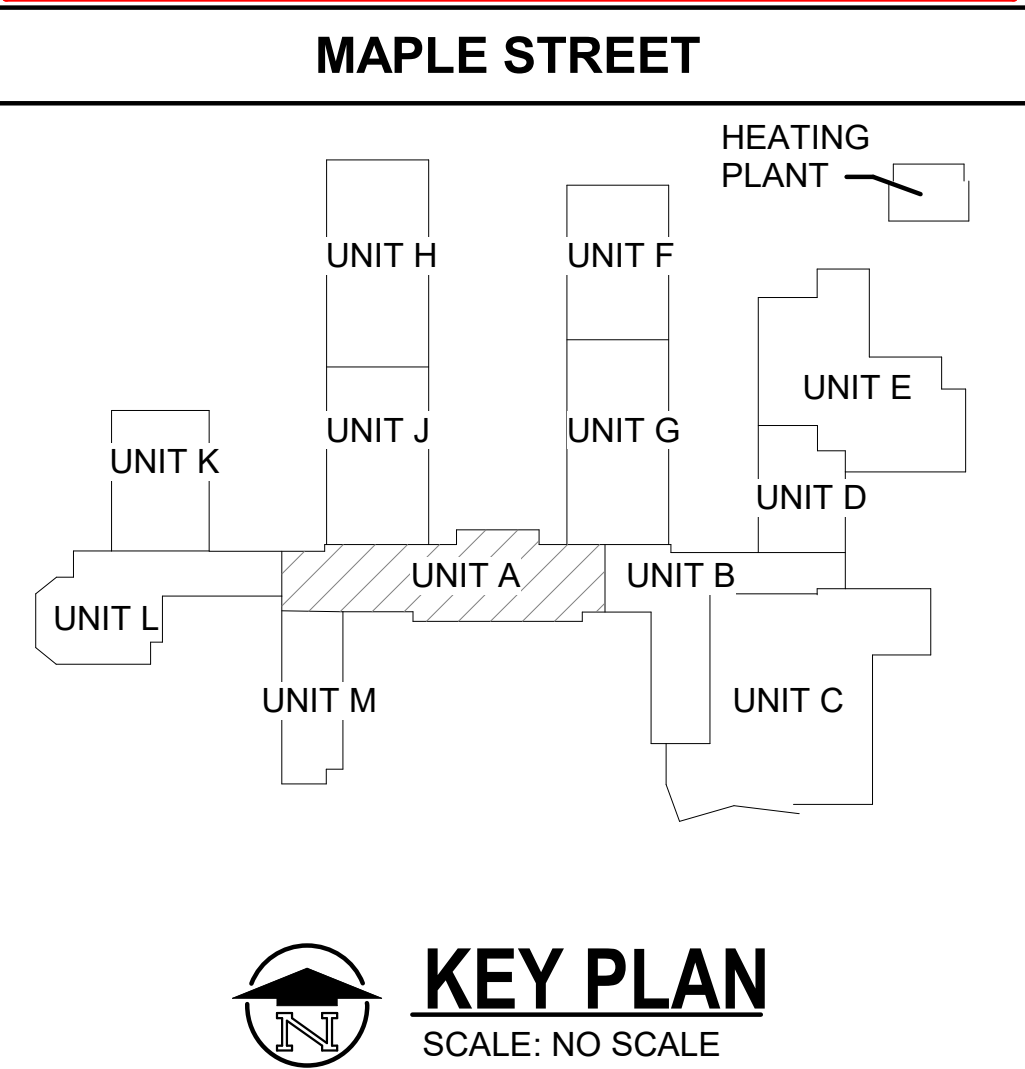 MAPLE STREET
HEATING
PLANT
UNIT H
UNIT F
UNIT E
UNIT J
UNIT G
UNIT K
UNIT D
UNIT A
UNIT B
UNIT L
UNIT M
UNIT C
N
KEY PLAN
SCALE: NO SCALE